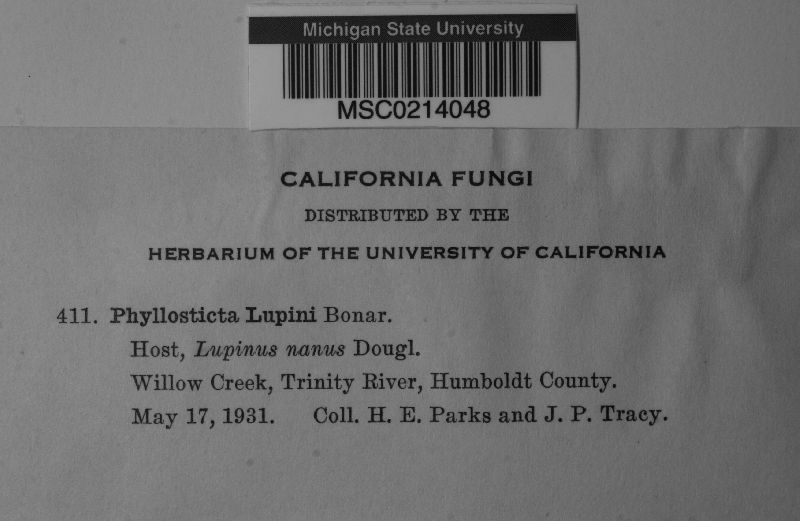 Michigan State University
MSC0214048
CALIFORNIA FUNGI
DISTRIBUTED BY THE
HERBARIUM OF THE UNIVERSITY OF CALIFORNIA
411. Phyllosticta Lupini Bonar.
Host, Lupinus nanus Dougl.
Willow Creek, Trinity River, Humboldt County.
May 17, 1931. Coll. H. E. Parks and J. P. Tracy.